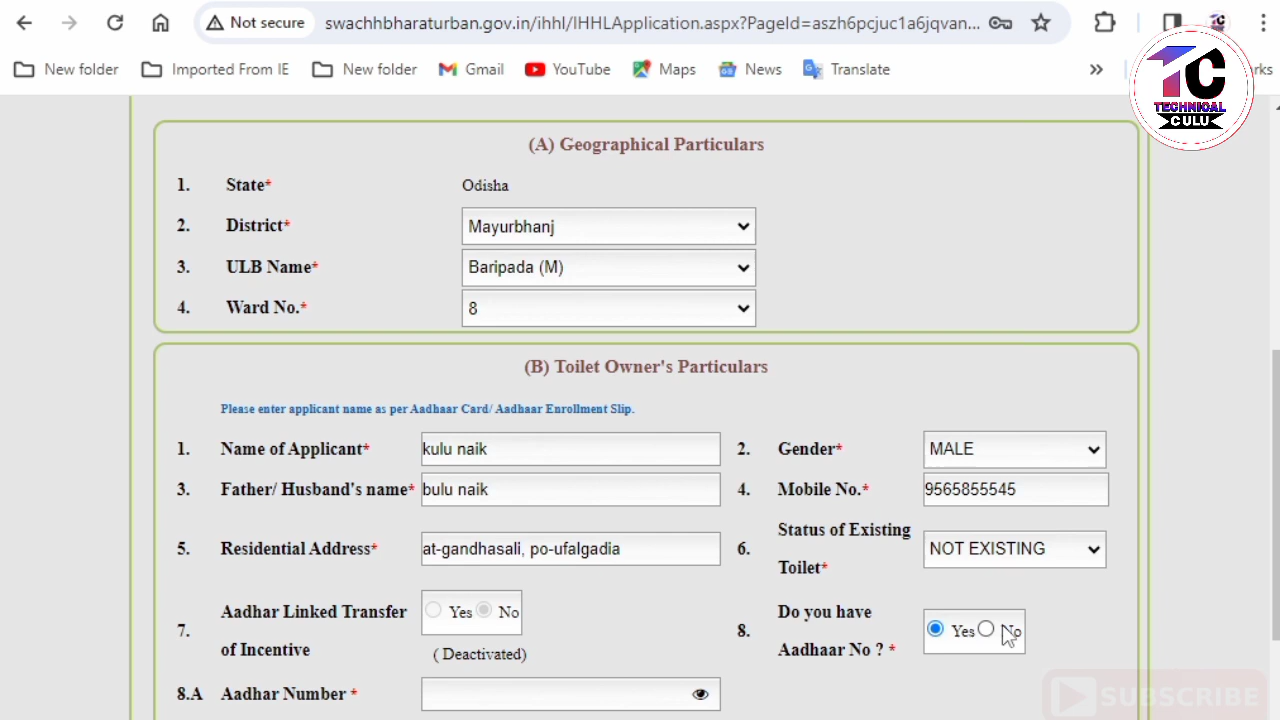 Not secure swachhbharaturban.gov.in/ihhl/IHHLApplication.aspx?PageId=aszh6pcjuc1a6jqvan...
New folder Imported From IE New folder Gmail YouTube Maps News Translate » rks
TC
TECHNICAL
CULU
(A) Geographical Particulars
1. State* Odisha
2. District* Mayurbhanj
3. ULB Name* Baripada (M)
4. Ward No.* 8
(B) Toilet Owner's Particulars
Please enter applicant name as per Aadhaar Card/ Aadhaar Enrollment Slip.
1. Name of Applicant* kulu naik 2. Gender* MALE
3. Father/ Husband's name* bulu naik 4. Mobile No.* 9565855545
5. Residential Address* at-gandhasali, po-ufalgadia 6. Status of Existing
Toilet* NOT EXISTING
7. Aadhar Linked Transfer
of Incentive Yes No
( Deactivated)
8. Do you have
Aadhaar No ? * Yes No
8.A Aadhar Number *
SUBSCRIBE